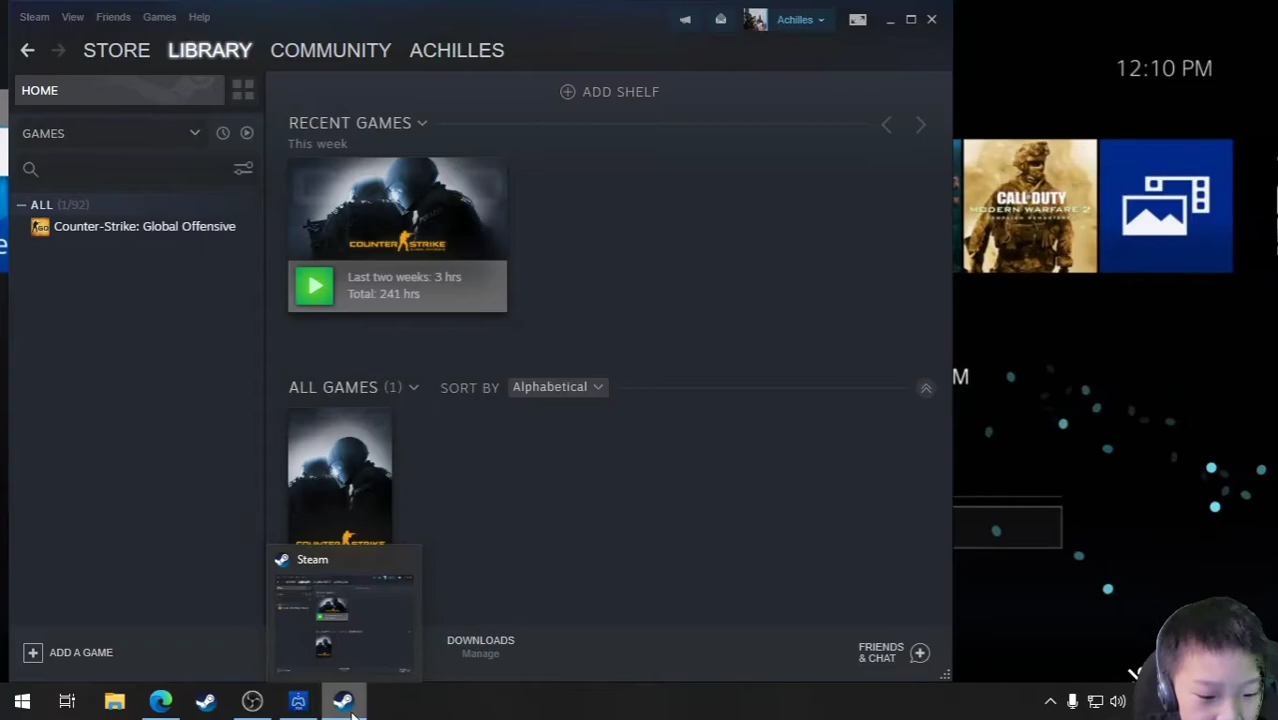 Steam View Friends Games Help
Achilles
STORE LIBRARY COMMUNITY ACHILLES
12:10 PM
HOME
ADD SHELF
GAMES
RECENT GAMES
This week
CALL DUTY
MODERN WARFARE 2
ALL (1/92)
Counter-Strike: Global Offensive
COUNTER STRIKE
Last two weeks: 3 hrs
Total: 241 hrs
ALL GAMES (1) SORT BY Alphabetical
M
Steam
ADD A GAME
DOWNLOADS
Manage
FRIENDS
& CHAT